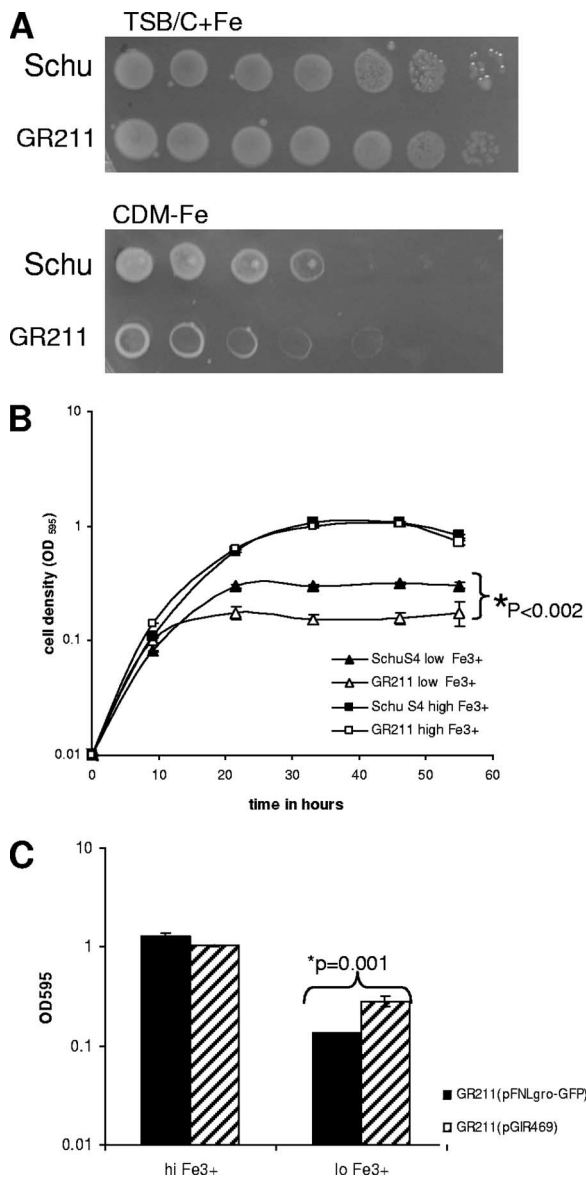 A
TSB/C+Fe
Schu
GR211
CDM-Fe
Schu
GR211
B
10
1
0.1
0.01
cell density (OD 595)
0 10 20 30 40 50 60
time in hours
*P<0.002
SchuS4 low Fe3+
GR211 low Fe3+
Schu S4 high Fe3+
GR211 high Fe3+
C
10
1
0.1
0.01
OD595
*p=0.001
hi Fe3+ lo Fe3+
GR211(pFNLgro-GFP)
GR211(pGIR469)